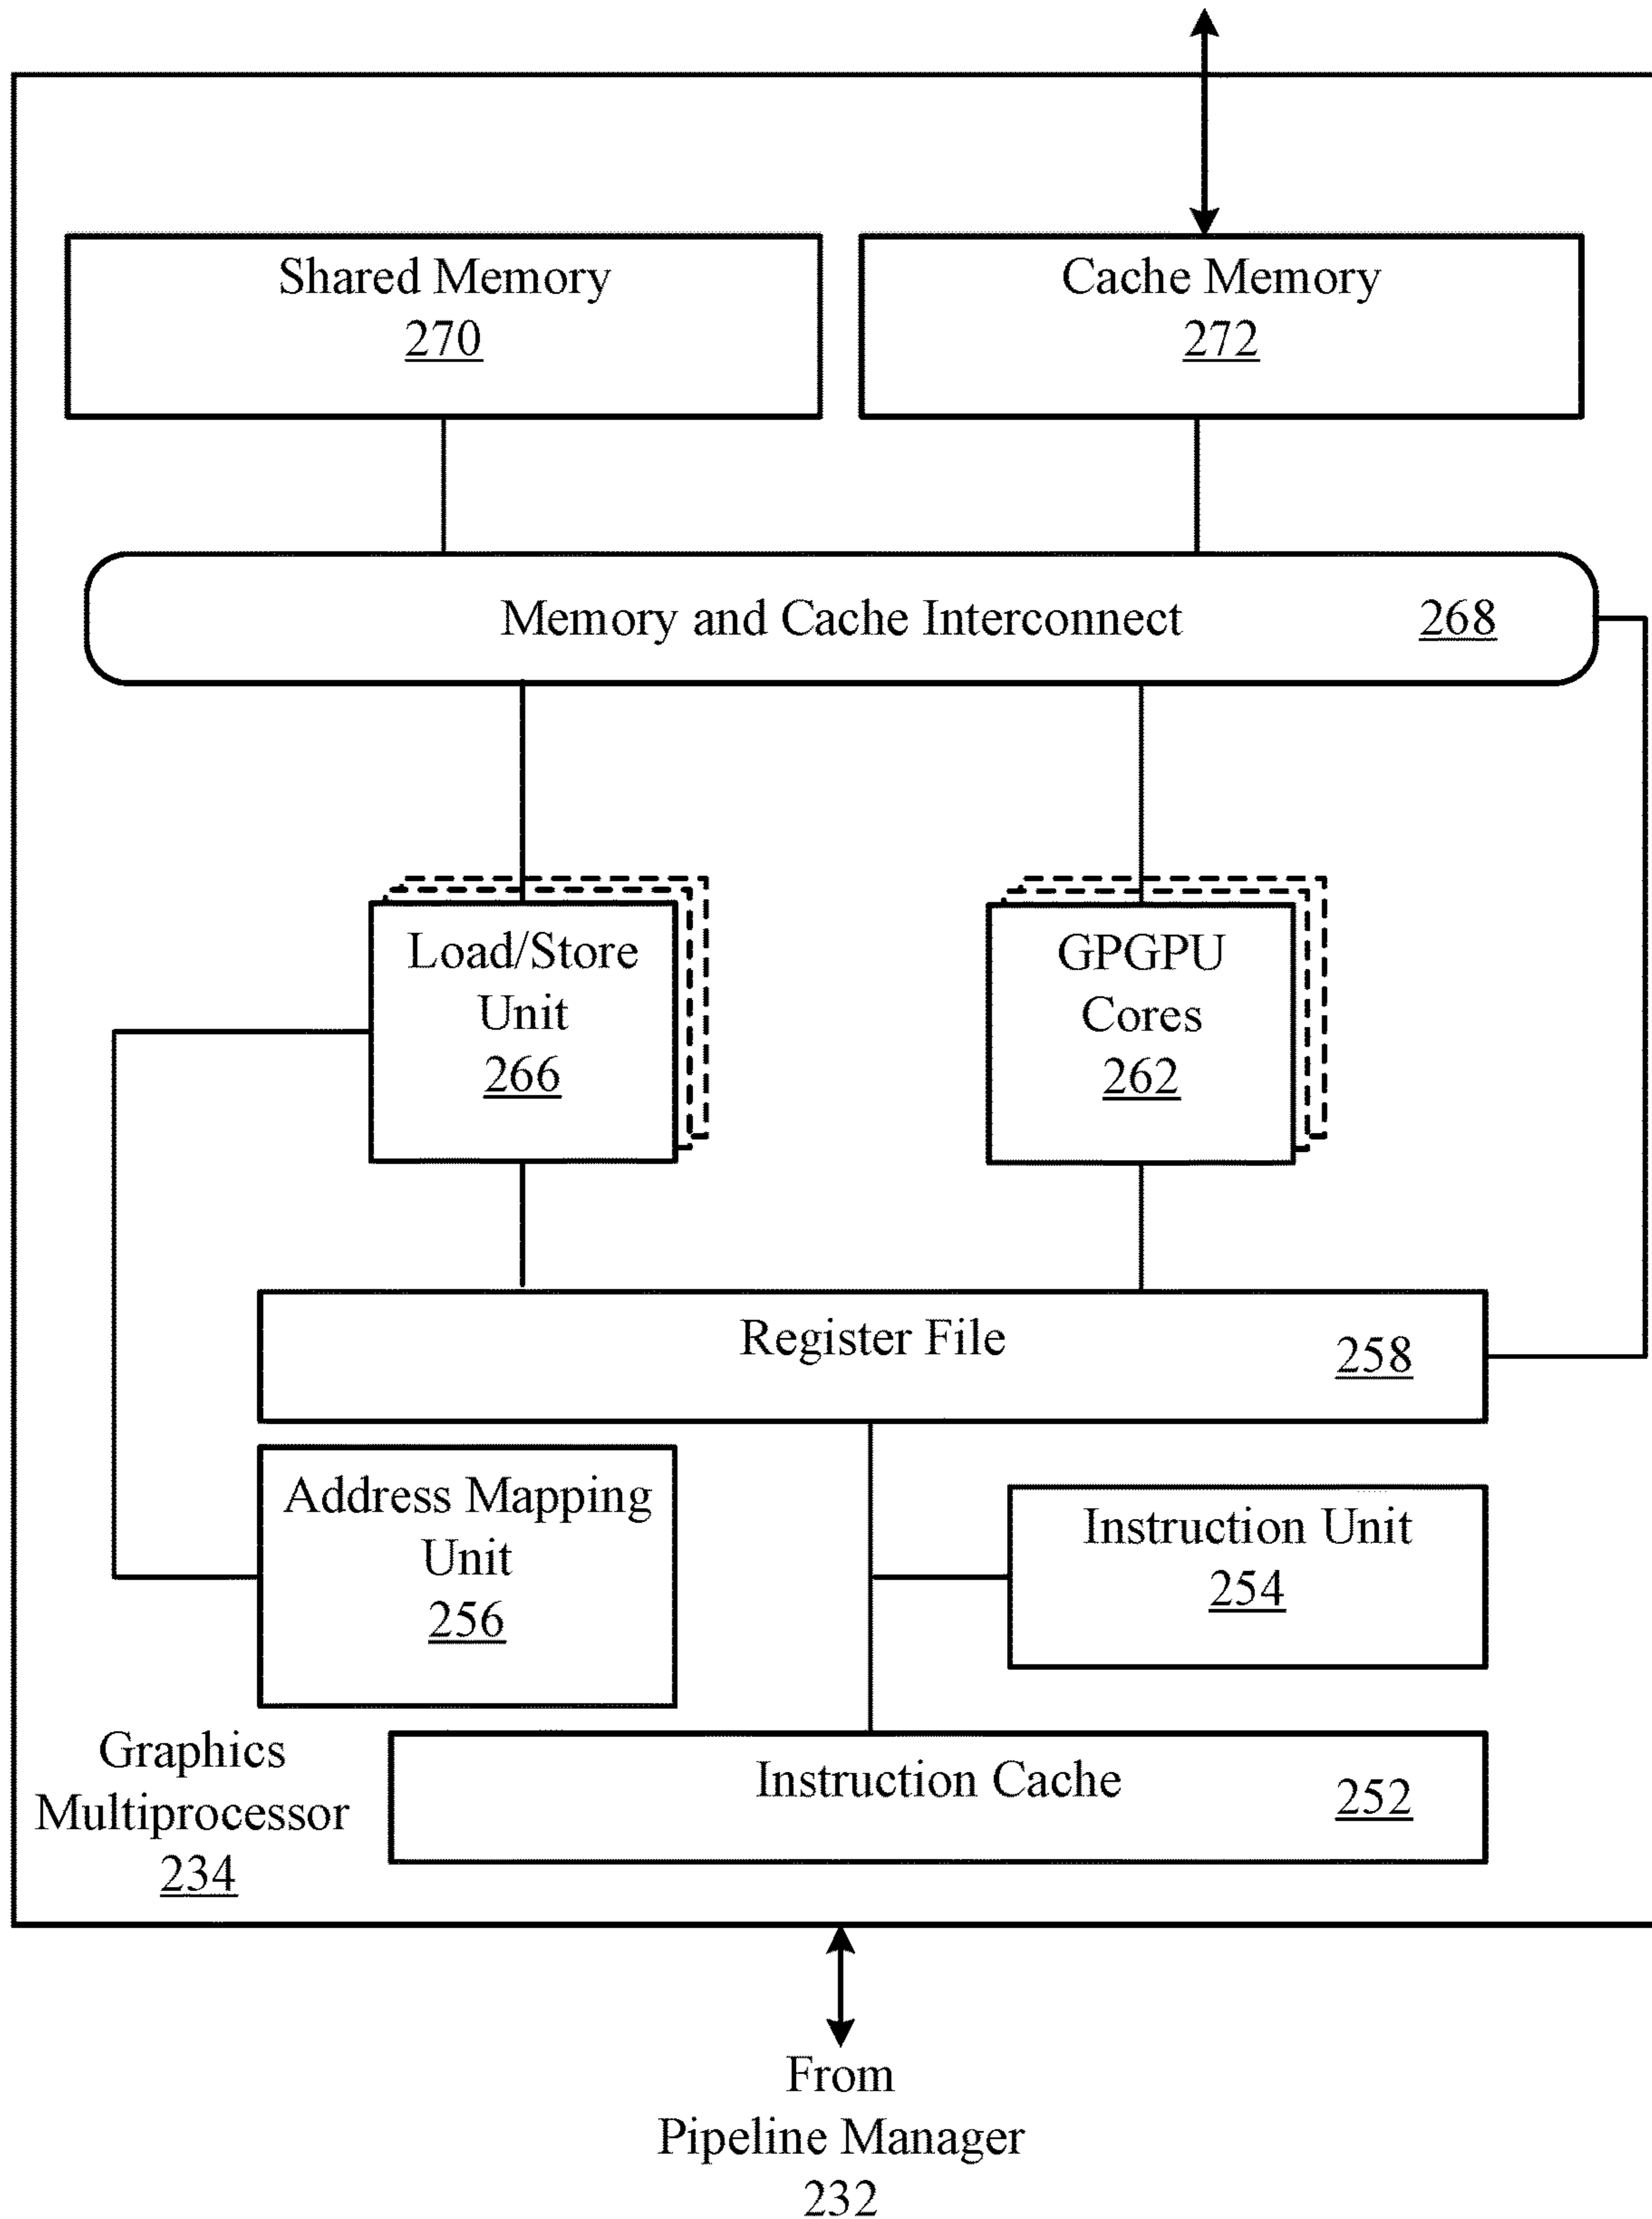 Shared Memory
270
Cache Memory
272
Memory and Cache Interconnect 268
Load/Store
Unit
266
GPGPU
Cores
262
Register File 258
Address Mapping
Unit
256
Instruction Unit
254
Graphics
Multiprocessor
234
Instruction Cache 252
From
Pipeline Manager
232